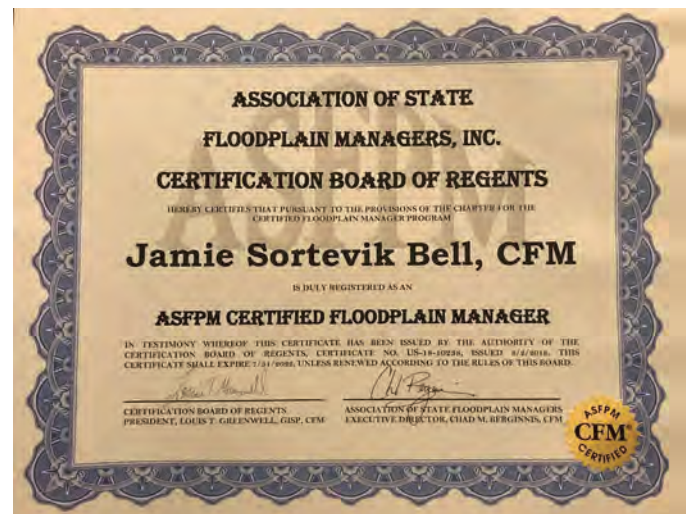 ASSOCIATION OF STATE
FLOODPLAIN MANAGERS, INC.
CERTIFICATION BOARD OF REGENTS
HEREBY CERTIFIES THAT PURSUANT TO THE PROVISIONS OF THE CHARTER FOR THE
CERTIFIED FLOODPLAIN MANAGER PROGRAM
Jamie Sortevik Bell, CFM
IS DULY REGISTERED AS AN
ASFPM CERTIFIED FLOODPLAIN MANAGER
IN TESTIMONY WHEREOF THIS CERTIFICATE HAS BEEN ISSUED BY THE AUTHORITY OF THE
CERTIFICATION BOARD OF REGENTS, CERTIFICATE NO. ISSUED THIS
CERTIFICATE SHALL EXPIRE UNLESS RENEWED ACCORDING TO THE RULES OF THIS BOARD.
CERTIFICATION BOARD OF REGENTS
PRESIDENT, LOUIS T. GREENWELL, GISP, CFM
ASSOCIATION OF STATE FLOODPLAIN MANAGERS
EXECUTIVE DIRECTOR, CHAD M. BERGINNIS, CFM
ASFPM
CFM
CERTIFIED
ASFPM